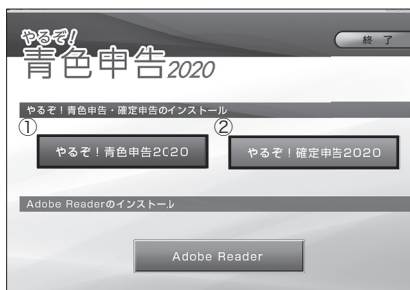 やるぞ!
青色申告2020
終 了
やるぞ!青色申告・確定申告のインストール
① ②
やるぞ!青色申告2020 やるぞ!確定申告2020
Adobe Readerのインストール
Adobe Reader